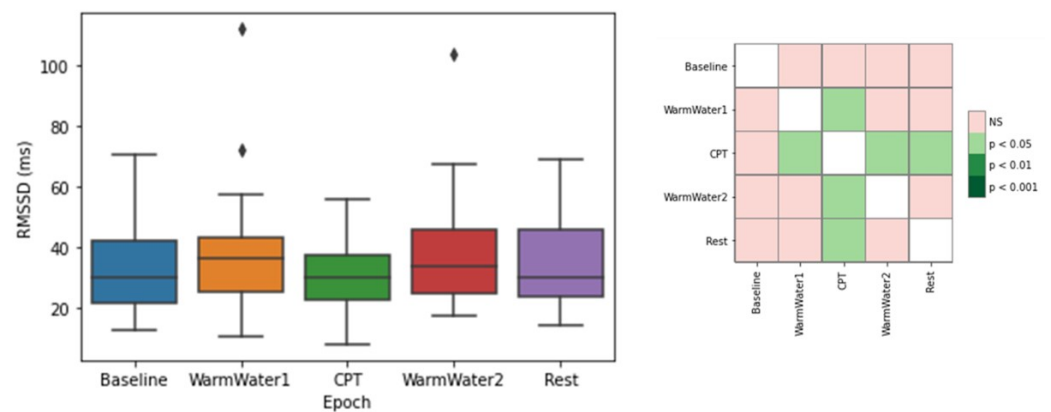 RMSSD (ms)
100
80
60
40
20
Baseline WarmWater1 CPT WarmWater2 Rest
Epoch
Baseline
WarmWater1
CPT
WarmWater2
Rest
Baseline
WarmWater1
CPT
WarmWater2
Rest
NS
p < 0.05
p < 0.01
p < 0.001